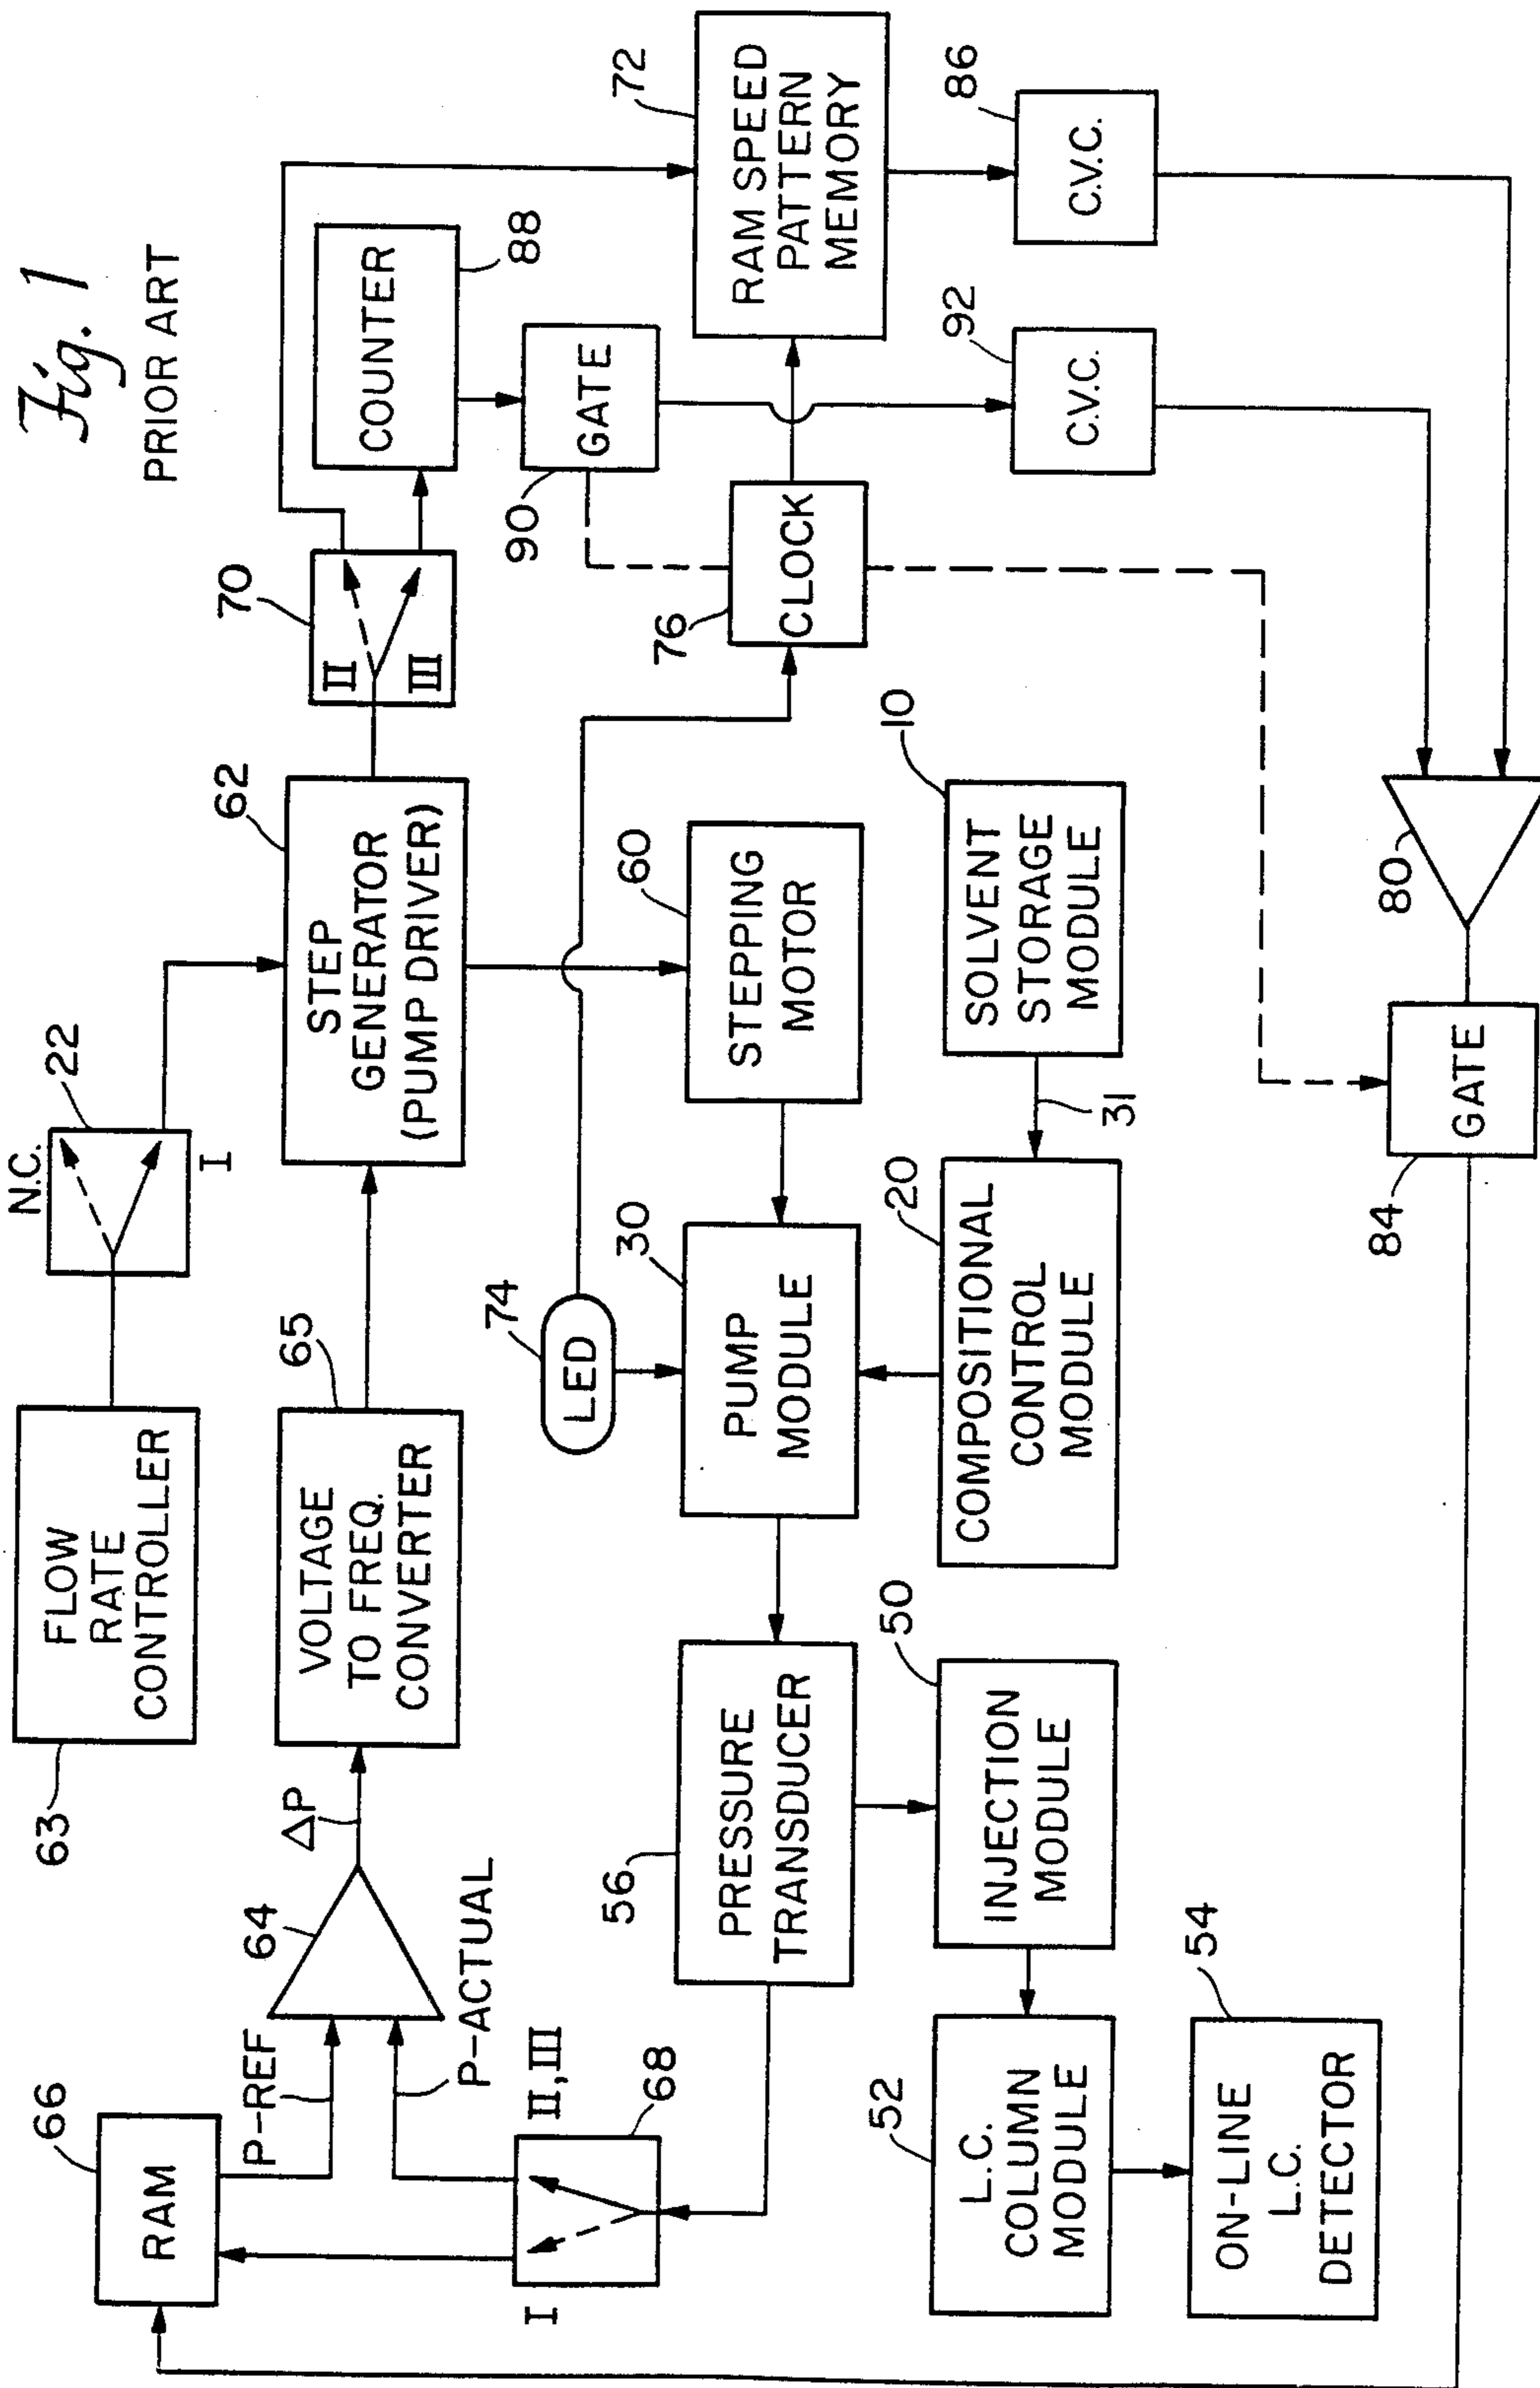 Fig. 1
PRIOR ART
63
FLOW
RATE
CONTROLLER
N.C.
22
I
66
RAM
P-REF
64
ΔP
65
VOLTAGE
TO FREQ.
CONVERTER
62
STEP
GENERATOR
(PUMP DRIVER)
70
II
III
COUNTER
88
P-ACTUAL
II, III
68
I
90
GATE
74
LED
76
CLOCK
72
RAM SPEED
PATTERN
MEMORY
56
PRESSURE
TRANSDUCER
30
PUMP
MODULE
60
STEPPING
MOTOR
52
L.C.
COLUMN
MODULE
50
INJECTION
MODULE
20
COMPOSITIONAL
CONTROL
MODULE
31
10
SOLVENT
STORAGE
MODULE
92
C.V.C.
86
C.V.C.
54
ON-LINE
L.C.
DETECTOR
84
GATE
80